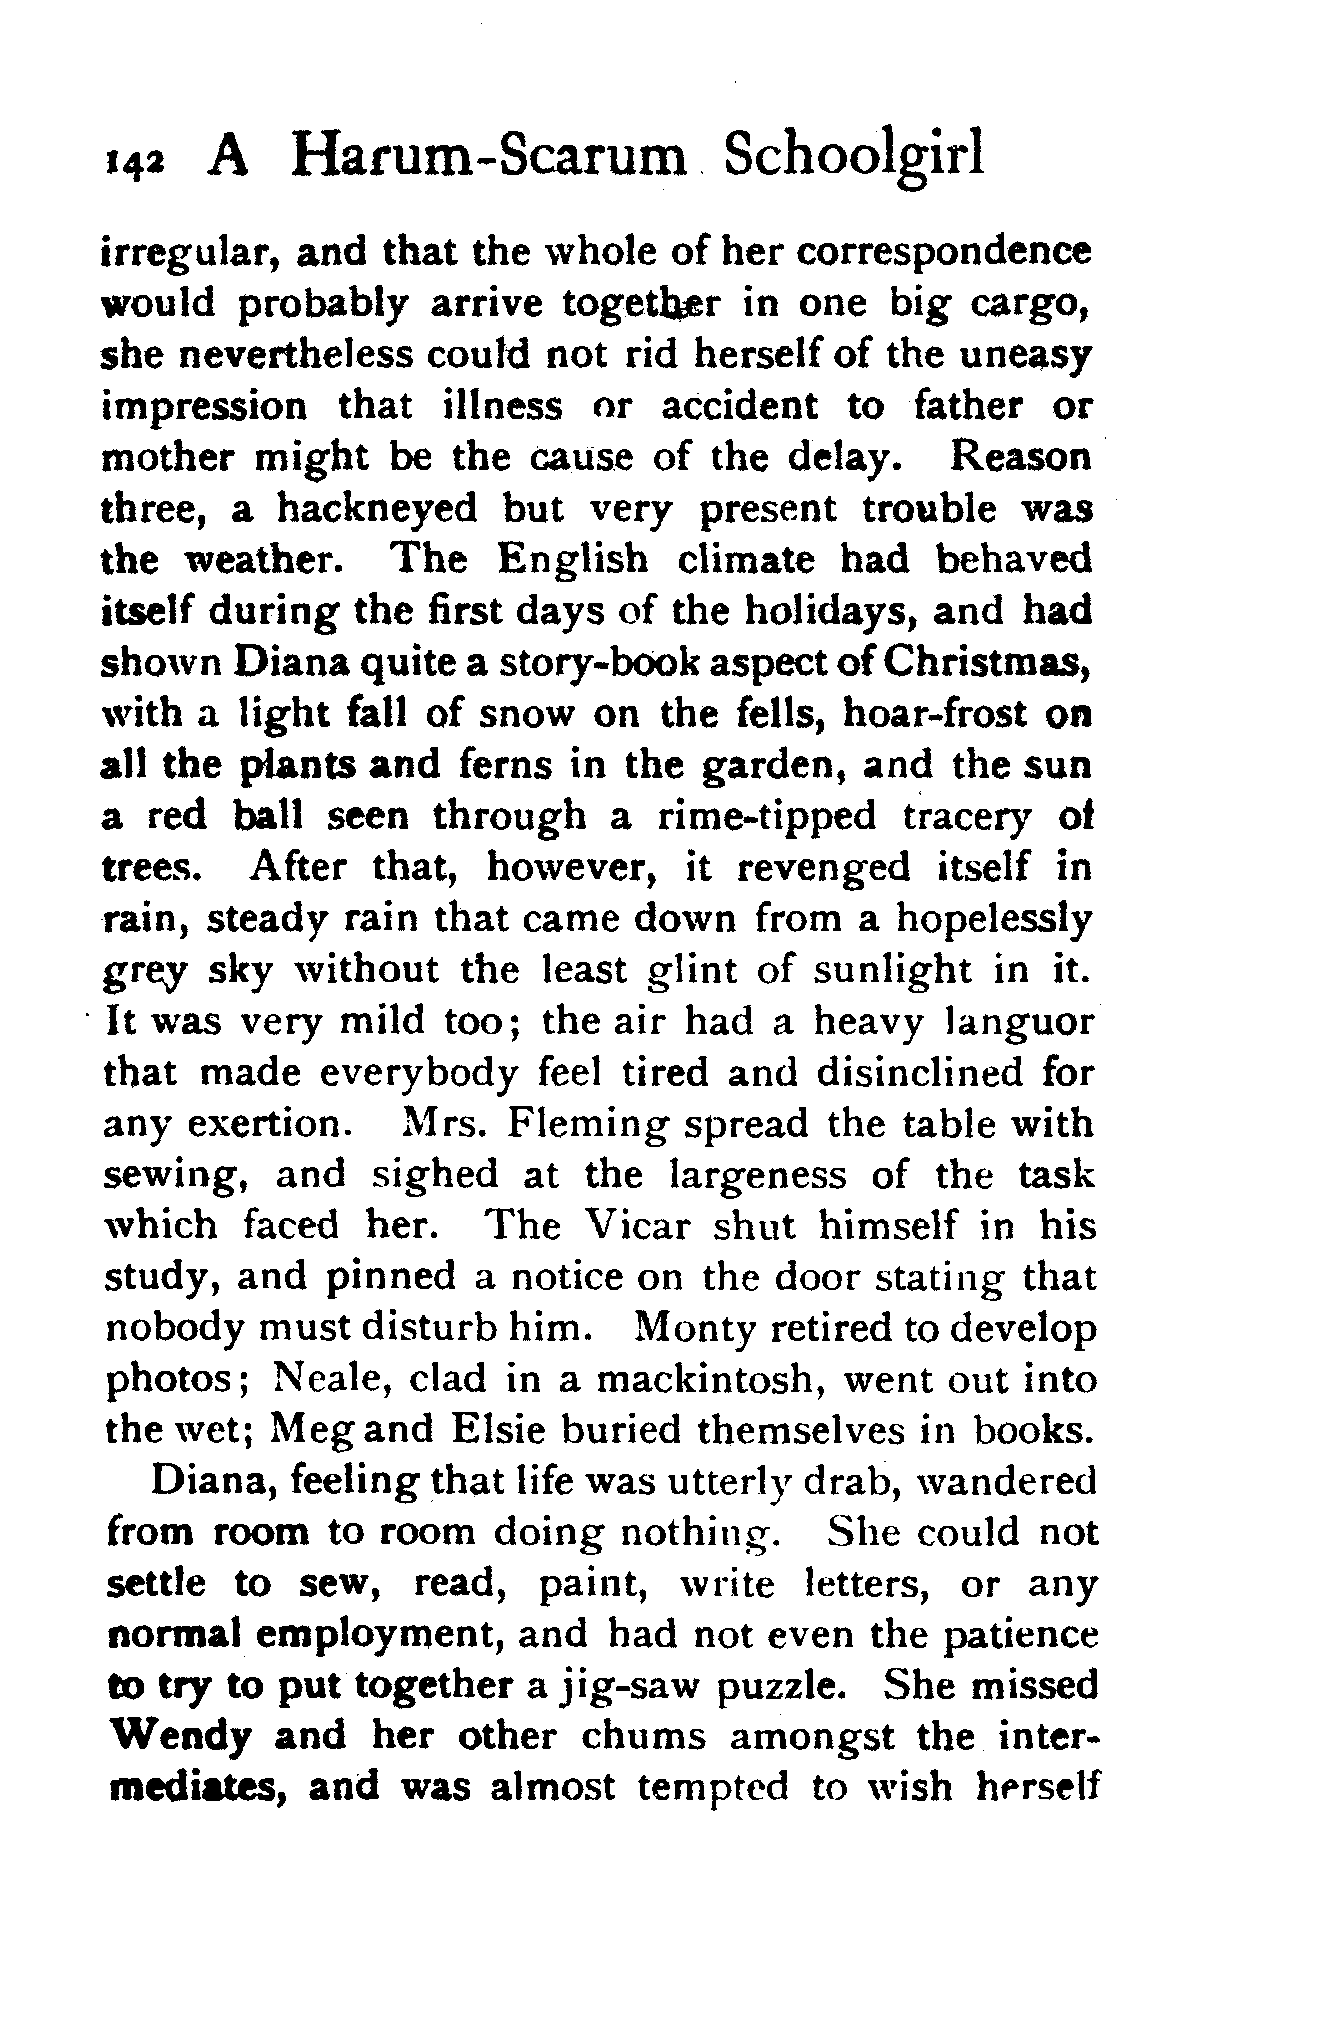 142 A Harum-Scarum Schoolgirl
irregular, and that the whole of her correspondence
would probably arrive together in one big cargo,
she nevertheless could not rid herself of the uneasy
impression that illness or accident to father or
mother might be the cause of the delay. Reason
three, a hackneyed but very present trouble was
the weather. The English climate had behaved
itself during the first days of the holidays, and had
shown Diana quite a story-book aspect of Christmas,
with a light fall of snow on the fells, hoar-frost on
all the plants and ferns in the garden, and the sun
a red ball seen through a rime-tipped tracery of
trees. After that, however, it revenged itself in
rain, steady rain that came down from a hopelessly
grey sky without the least glint of sunlight in it.
It was very mild too; the air had a heavy languor
that made everybody feel tired and disinclined for
any exertion. Mrs. Fleming spread the table with
sewing, and sighed at the largeness of the task
which faced her. The Vicar shut himself in his
study, and pinned a notice on the door stating that
nobody must disturb him. Monty retired to develop
photos; Neale, clad in a mackintosh, went out into
the wet; Meg and Elsie buried themselves in books.
Diana, feeling that life was utterly drab, wandered
from room to room doing nothing. She could not
settle to sew, read, paint, write letters, or any
normal employment, and had not even the patience
to try to put together a jig-saw puzzle. She missed
Wendy and her other chums amongst the inter-
mediates, and was almost tempted to wish herself